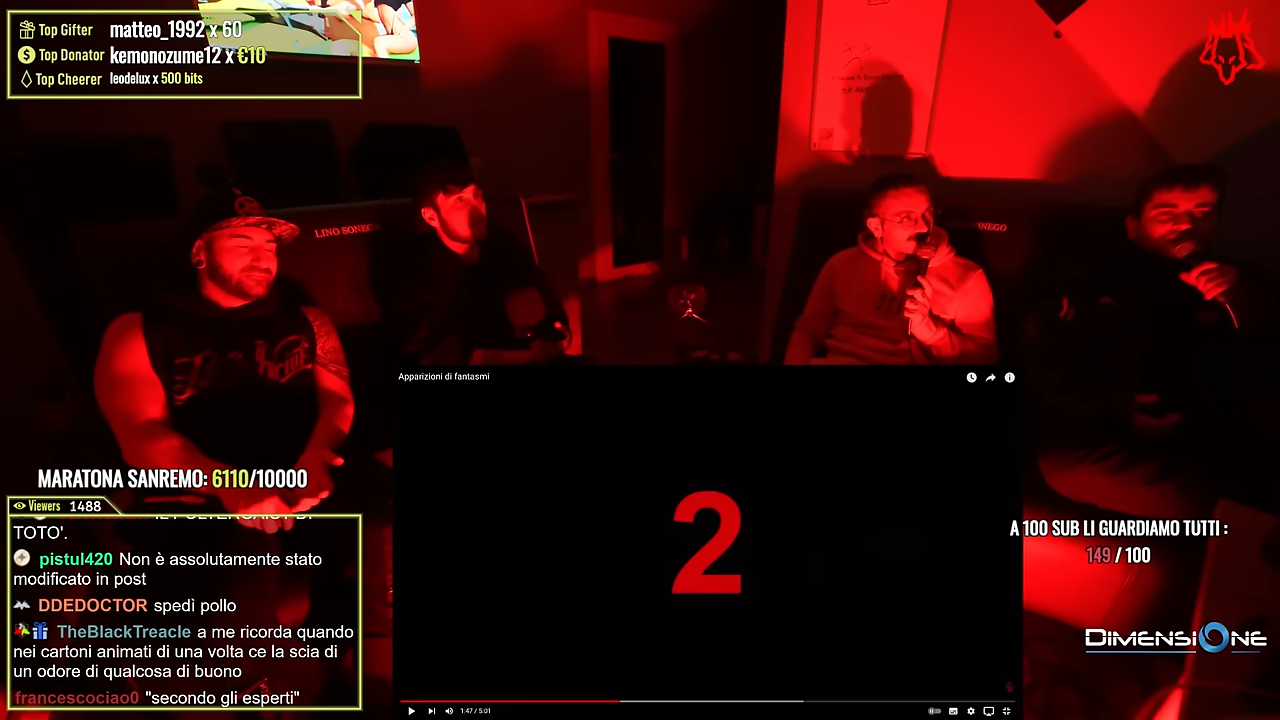 Top Gifter matteo_1992 x 60
Top Donator kemonozume12 x €10
Top Cheerer leodelux x 500 bits
LINO SONEGO
ONEGO
Apparizioni di fantasmi
2
MARATONA SANREMO: 6110/10000
Viewers 1488
TOTO'.
pistul420 Non è assolutamente stato
modificato in post
DDEDOCTOR spedì pollo
TheBlackTreacle a me ricorda quando
nei cartoni animati di una volta ce la scia di
un odore di qualcosa di buono
francescociao0 "secondo gli esperti"
A 100 SUB LI GUARDIAMO TUTTI :
149 / 100
DIMENSIONE
1:47 / 5:01